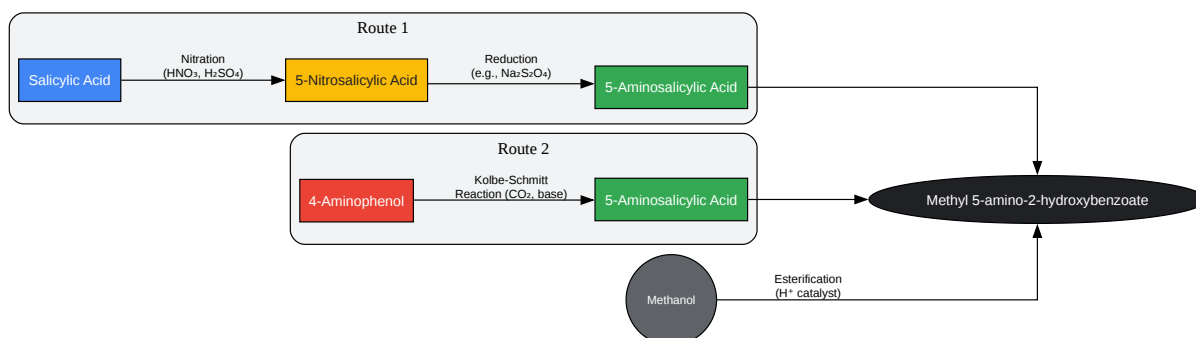 Route 1
Nitration
(HNO₃, H₂SO₄)
Reduction
(e.g., Na₂S₂O₄)
Salicylic Acid
5-Nitrosalicylic Acid
5-Aminosalicylic Acid
Route 2
Kolbe-Schmitt
Reaction (CO₂, base)
4-Aminophenol
5-Aminosalicylic Acid
Methyl 5-amino-2-hydroxybenzoate
Esterification
(H⁺ catalyst)
Methanol